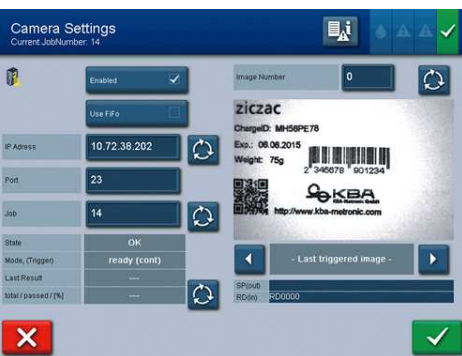 Camera Settings
Current JobNumber: 14
Enabled
Use FiFo
IP Adress
10.72.38.202
Port
23
Job
14
State
OK
Mode, (Trigger)
ready (cont)
Last Result
---
total / passed / [%]
---
Image Number
0
ziczac
ChargeID: MH56PE78
Exp.: 06.06.2015
Weight: 75g
2 345678 901234
KBA
KBA-Metronic GmbH
http://www.kba-metronic.com
- Last triggered image -
SP(out)
RD(in) RD0000